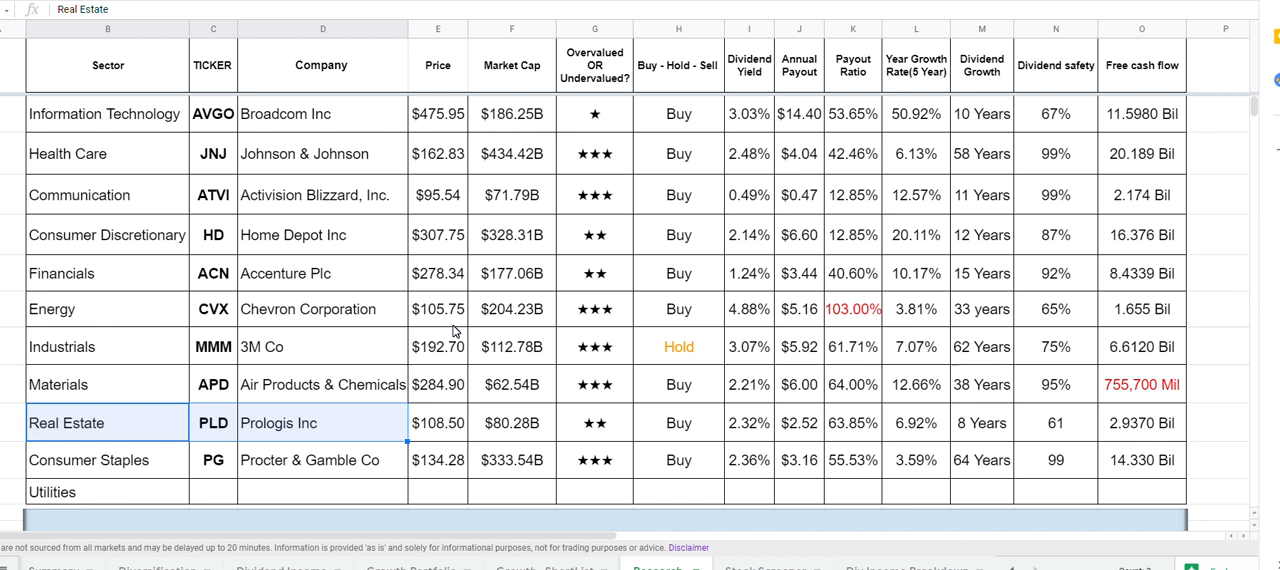 fx Real Estate
B C D E F G H I J K L M N O P
Sector TICKER Company Price Market Cap Overvalued OR Undervalued? Buy - Hold - Sell Dividend Yield Annual Payout Payout Ratio Year Growth Rate(5 Year) Dividend Growth Dividend safety Free cash flow
Information Technology AVGO Broadcom Inc $475.95 $186.25B ★ Buy 3.03% $14.40 53.65% 50.92% 10 Years 67% 11.5980 Bil
Health Care JNJ Johnson & Johnson $162.83 $434.42B ★★★ Buy 2.48% $4.04 42.46% 6.13% 58 Years 99% 20.189 Bil
Communication ATVI Activision Blizzard, Inc. $95.54 $71.79B ★★★ Buy 0.49% $0.47 12.85% 12.57% 11 Years 99% 2.174 Bil
Consumer Discretionary HD Home Depot Inc $307.75 $328.31B ★★ Buy 2.14% $6.60 12.85% 20.11% 12 Years 87% 16.376 Bil
Financials ACN Accenture Plc $278.34 $177.06B ★★ Buy 1.24% $3.44 40.60% 10.17% 15 Years 92% 8.4339 Bil
Energy CVX Chevron Corporation $105.75 $204.23B ★★★ Buy 4.88% $5.16 103.00% 3.81% 33 years 65% 1.655 Bil
Industrials MMM 3M Co $192.70 $112.78B ★★★ Hold 3.07% $5.92 61.71% 7.07% 62 Years 75% 6.6120 Bil
Materials APD Air Products & Chemicals $284.90 $62.54B ★★★ Buy 2.21% $6.00 64.00% 12.66% 38 Years 95% 755,700 Mil
Real Estate PLD Prologis Inc $108.50 $80.28B ★★ Buy 2.32% $2.52 63.85% 6.92% 8 Years 61 2.9370 Bil
Consumer Staples PG Procter & Gamble Co $134.28 $333.54B ★★★ Buy 2.36% $3.16 55.53% 3.59% 64 Years 99 14.330 Bil
Utilities
are not sourced from all markets and may be delayed up to 20 minutes. Information is provided 'as is' and solely for informational purposes, not for trading purposes or advice. Disclaimer